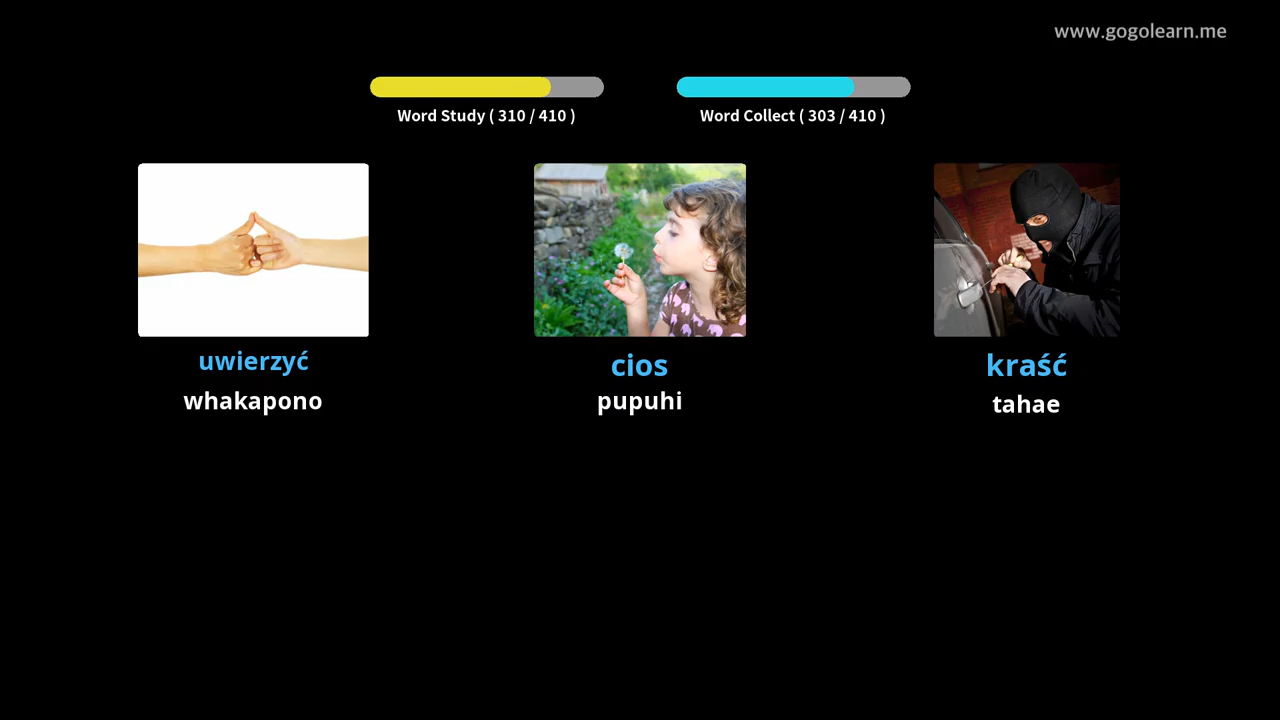 www.gogolearn.me
Word Study ( 310 / 410 )
Word Collect ( 303 / 410 )
uwierzyć
whakapono
cios
pupuhi
kraść
tahae